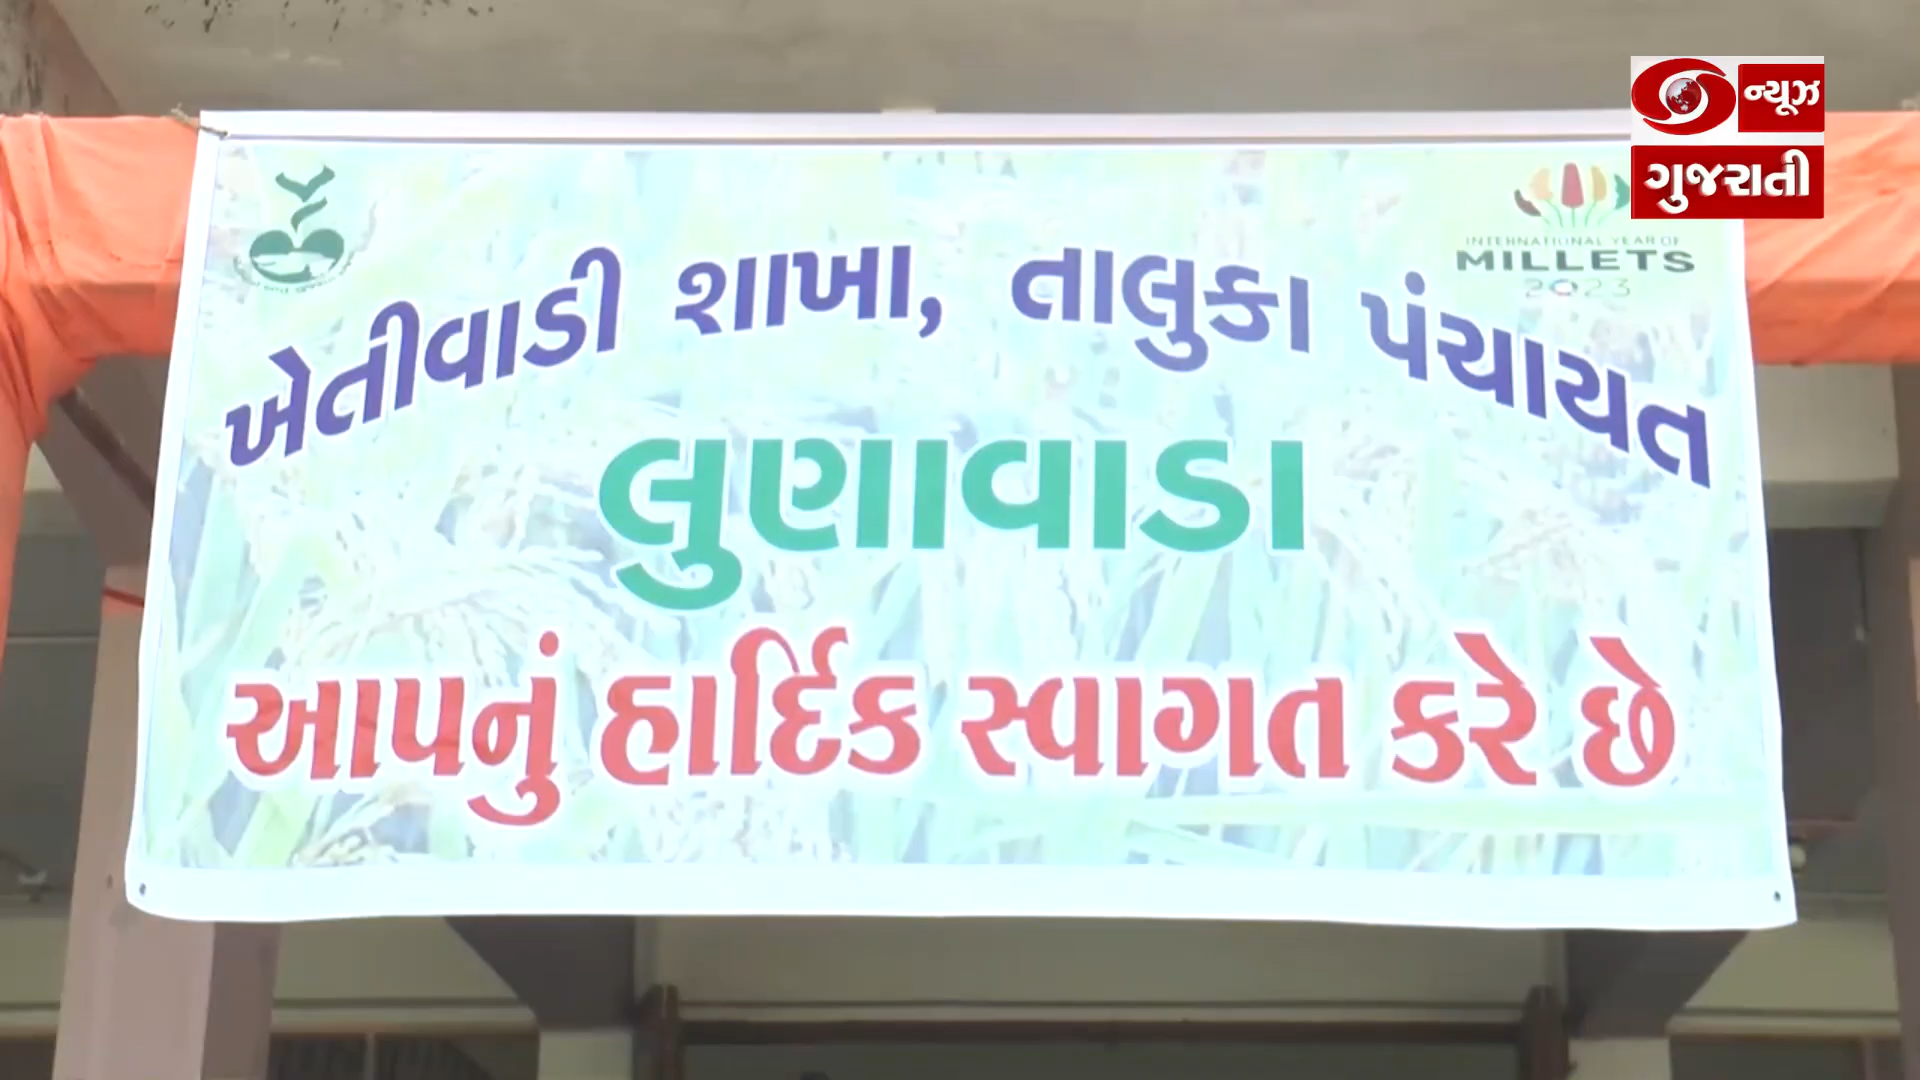 ન્યૂઝ
ગુજરાતી
INTERNATIONAL YEAR OF
MILLETS
2023
ખેતીવાડી શાખા, તાલુકા પંચાયત
લુણાવાડા
આપનું હાર્દિક સ્વાગત કરે છે